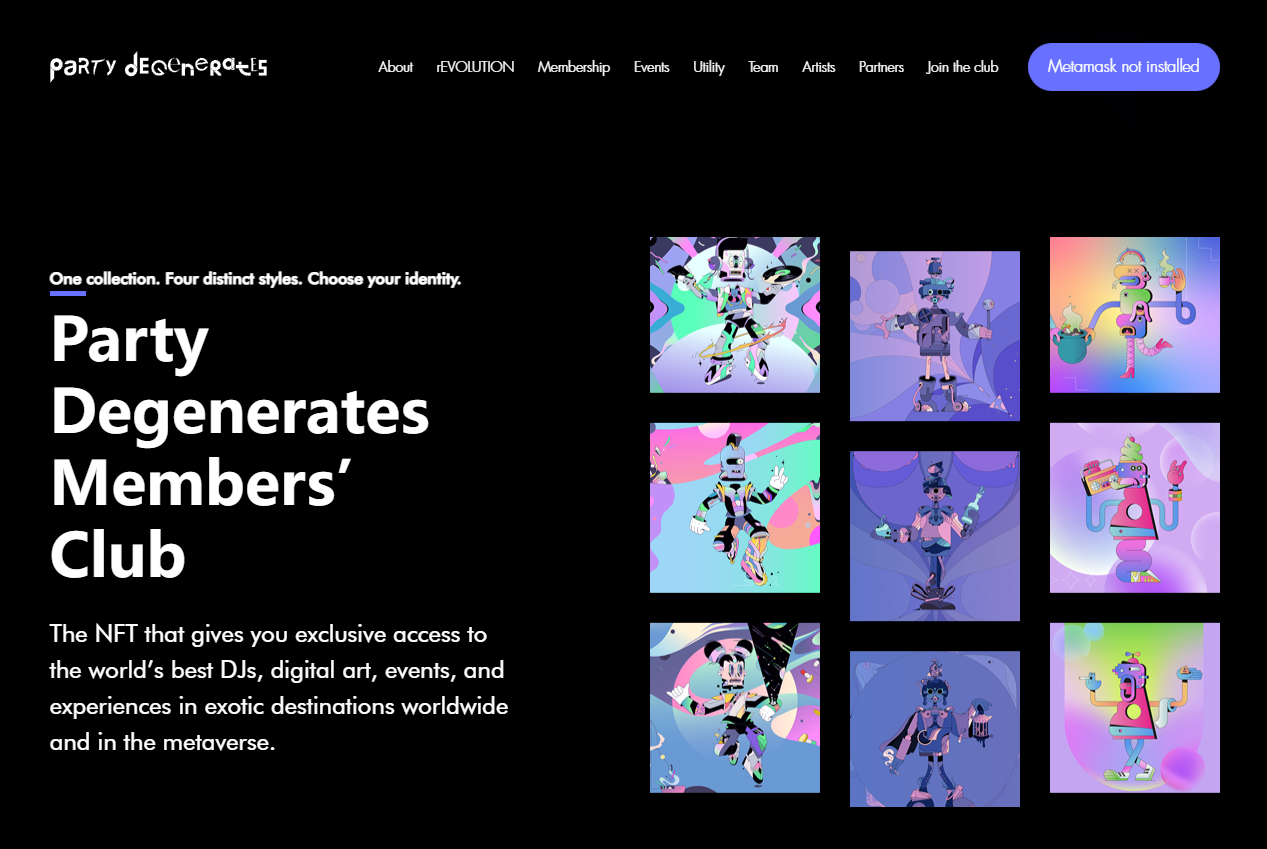 PaRTY dEGeneRatES
About rEVOLUTION Membership Events Utility Team Artists Partners Join the club Metamask not installed
One collection. Four distinct styles. Choose your identity.
Party
Degenerates
Members’
Club
The NFT that gives you exclusive access to
the world’s best DJs, digital art, events, and
experiences in exotic destinations worldwide
and in the metaverse.